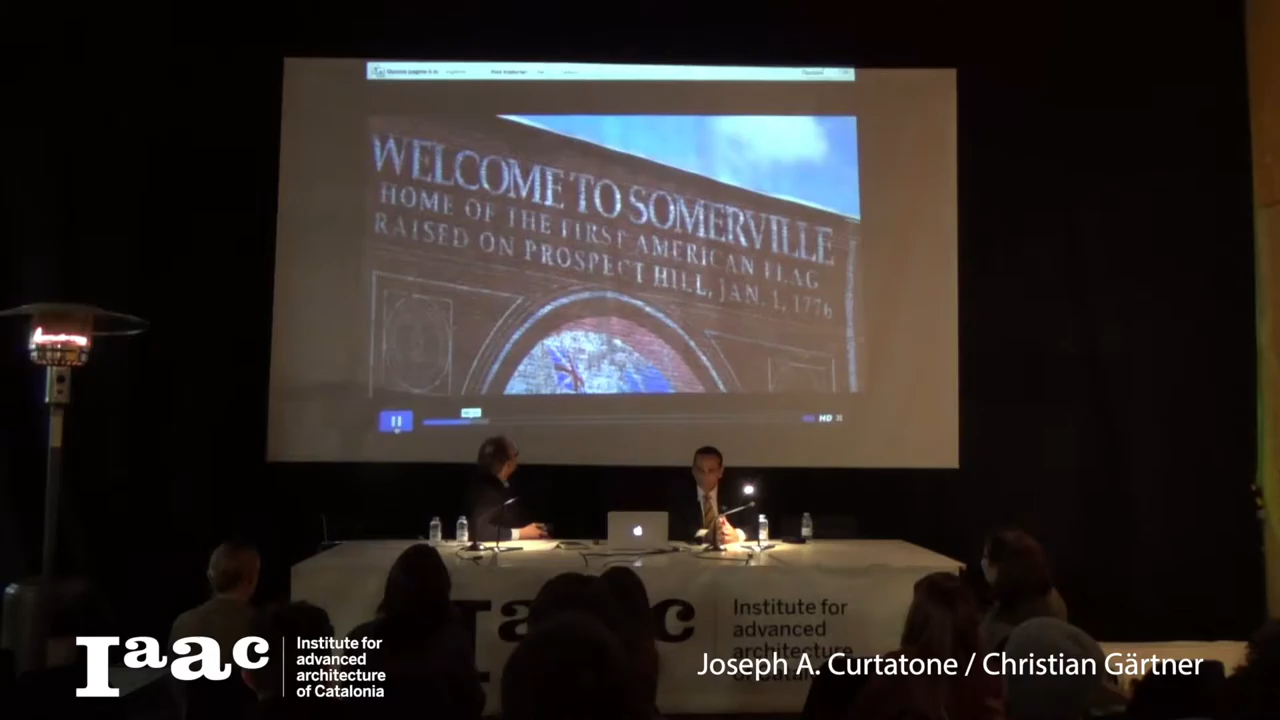 WELCOME TO SOMERVILLE
HOME OF THE FIRST AMERICAN FLAG
RAISED ON PROSPECT HILL, JAN. 1, 1776
HD
Iaac
Institute for
advanced
architecture
Iaac
Institute for
advanced
architecture
of Catalonia
Joseph A. Curtatone / Christian Gärtner